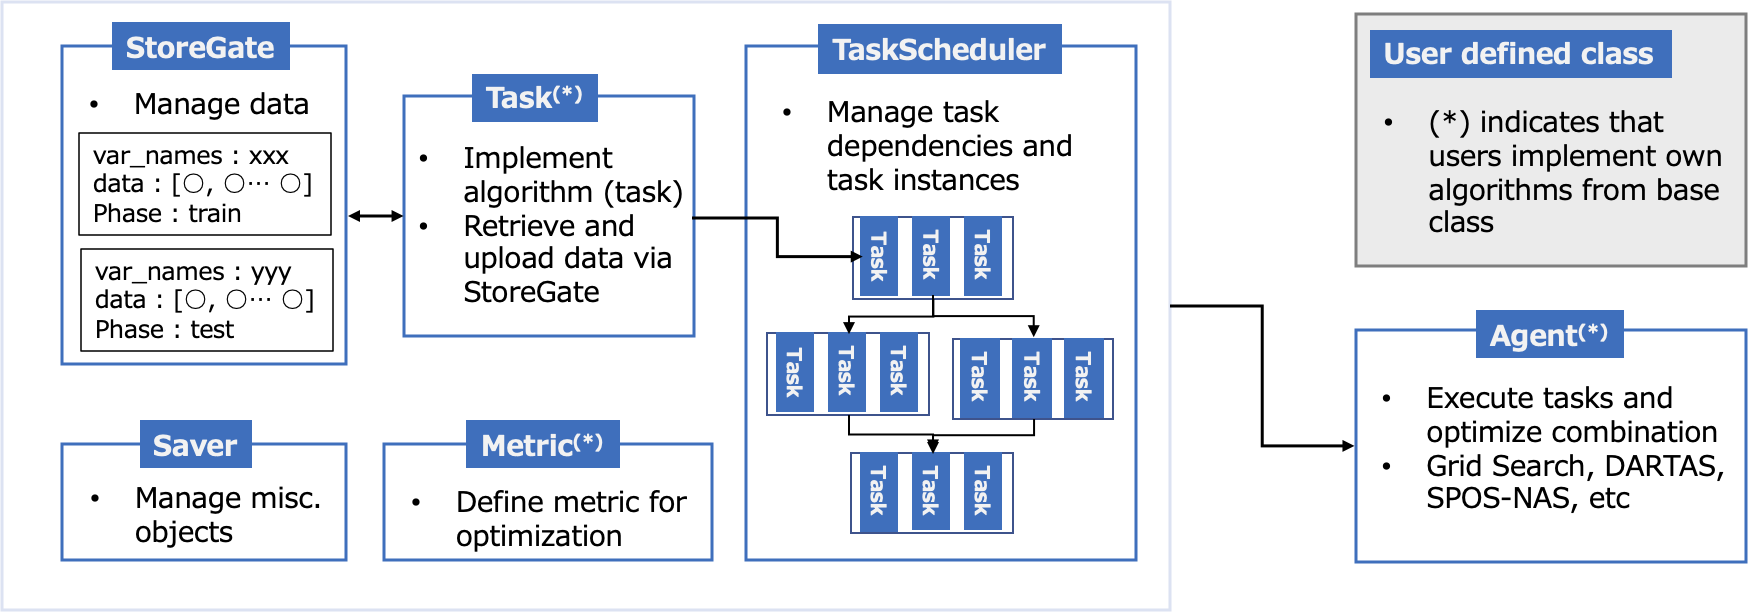 StoreGate
• Manage data
var_names : xxx
data : [○, ○··· ○]
Phase : train
var_names : yyy
data : [○, ○··· ○]
Phase : test
Task(*)
• Implement
algorithm (task)
• Retrieve and
upload data via
StoreGate
TaskScheduler
• Manage task
dependencies and
task instances
Task
Task
Task
Task
Task
Task
Task
Task
Task
Task
Task
Task
Saver
• Manage misc.
objects
Metric(*)
• Define metric for
optimization
User defined class
• (*) indicates that
users implement own
algorithms from base
class
Agent(*)
• Execute tasks and
optimize combination
• Grid Search, DARTAS,
SPOS-NAS, etc